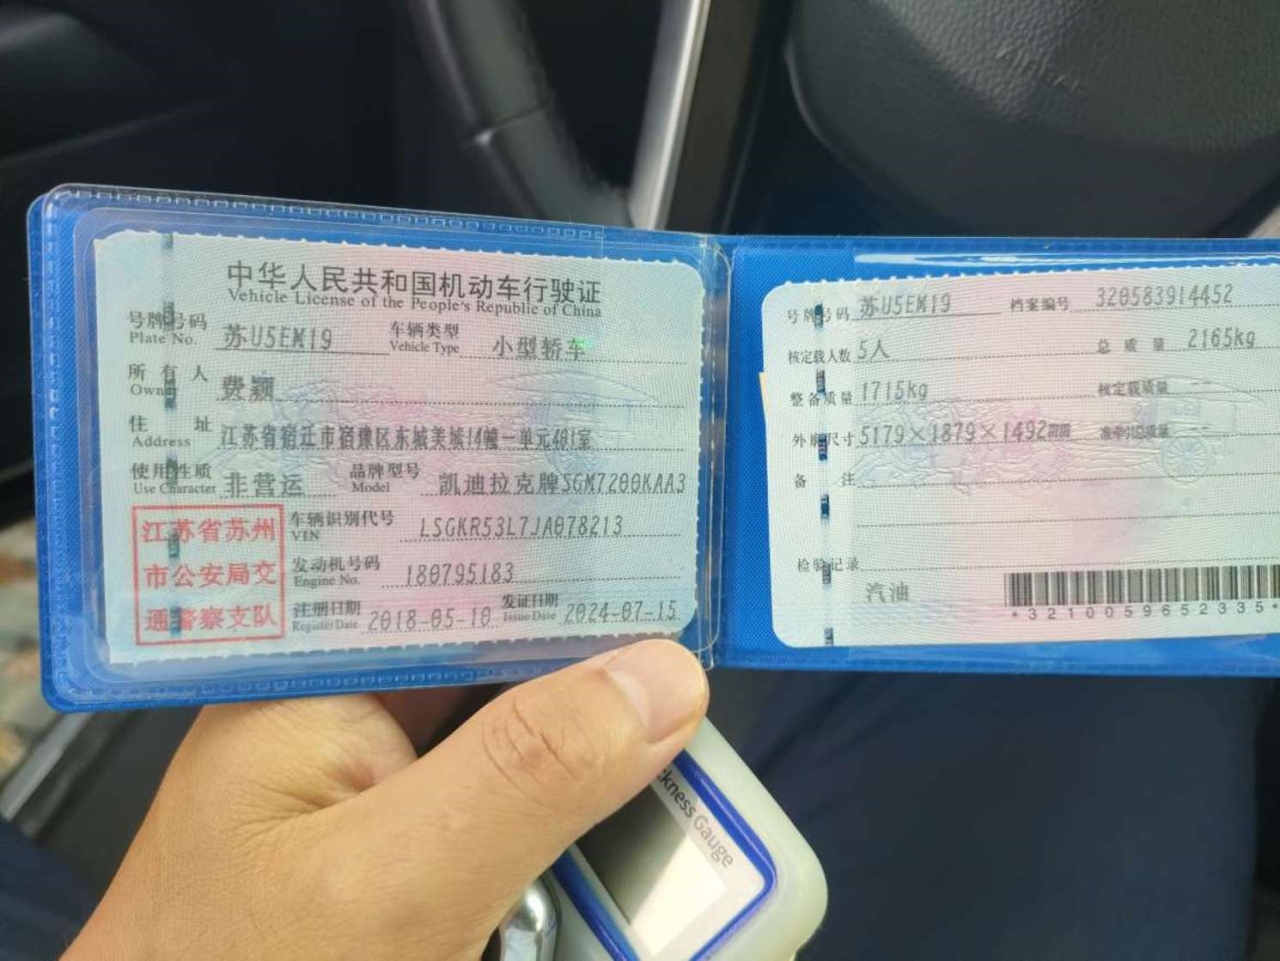 中华人民共和国机动车行驶证
Vehicle License of the People's Republic of China
号牌号码 苏U5EM19 车辆类型 小型轿车
Plate No. Vehicle Type
所有人 费颖
Owner
住址 江苏省宿迁市宿豫区东城美城14幢一单元401室
Address
使用性质 非营运 品牌型号 凯迪拉克牌SGM7200KAA3
Use Character Model
江苏省苏州
市公安局交
通警察支队
车辆识别代号 LSGKR53L7JA078213
VIN
发动机号码 180795183
Engine No.
注册日期 2018-05-10 发证日期 2024-07-15
Register Date Issue Date
号牌号码 苏U5EM19 档案编号 320583914452
核定载人数 5人 总质量 2165kg
整备质量 1715kg 核定载质量 --
外廓尺寸 5179×1879×1492 准牵引总质量 --
备注
检验记录
汽油
*3210059652335*
ckness Gauge